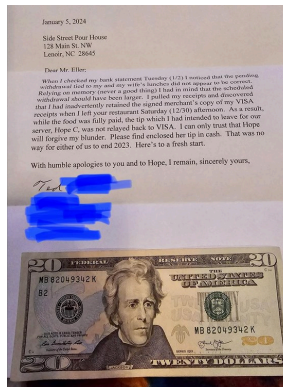 January 5, 2024
Side Street Pour House
128 Main St. NW
Lenoir, NC 28645
Dear Mr. Eller:
When I checked my bank statement Tuesday (1/2) I noticed that the pending
withdrawal tied to my and my wife's lunches did not appear to be correct.
Relying on memory (never a good thing) I had in mind that the scheduled
withdrawal should have been larger. I pulled my receipts and discovered
that I had inadvertently retained the signed merchant's copy of my VISA
receipts when I left your restaurant Saturday (12/30) afternoon. As a result,
while the food was fully paid, the tip which I had intended to leave for our
server, Hope C, was not relayed back to VISA. I can only trust that Hope
will forgive my blunder. Please find enclosed her tip in cash. That was no
way for either of us to end 2023. Here's to a fresh start.
With humble apologies to you and to Hope, I remain, sincerely yours,
Ted
20 FEDERAL RESERVE NOTE 20
THE
UNITED STATES
OF AMERICA
MB 82049342 K
B2
MB 82049342 K
20
20 TWENTY DOLLARS